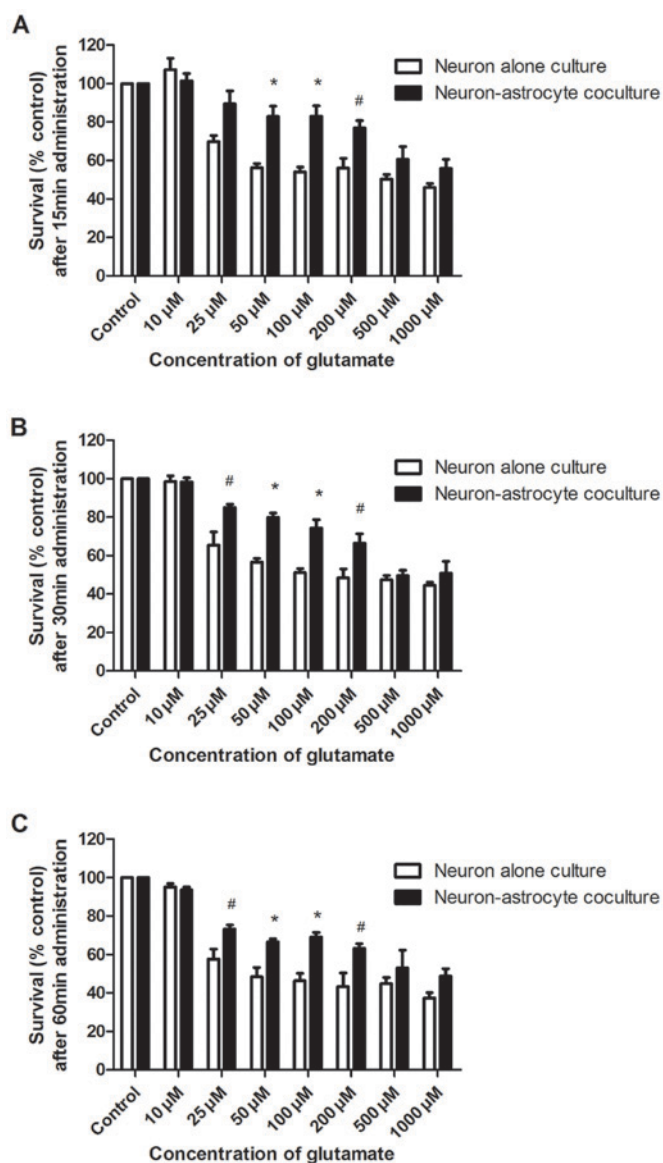 A
Survival (% control)
after 15min administration
120
100
80
60
40
20
0
* * #
Neuron alone culture
Neuron-astrocyte coculture
Control
10 µM
25 µM
50 µM
100 µM
200 µM
500 µM
1000 µM
Concentration of glutamate
B
Survival (% control)
after 30min administration
120
100
80
60
40
20
0
# * * #
Neuron alone culture
Neuron-astrocyte coculture
Control
10 µM
25 µM
50 µM
100 µM
200 µM
500 µM
1000 µM
Concentration of glutamate
C
Survival (% control)
after 60min administration
120
100
80
60
40
20
0
# * * #
Neuron alone culture
Neuron-astrocyte coculture
Control
10 µM
25 µM
50 µM
100 µM
200 µM
500 µM
1000 µM
Concentration of glutamate